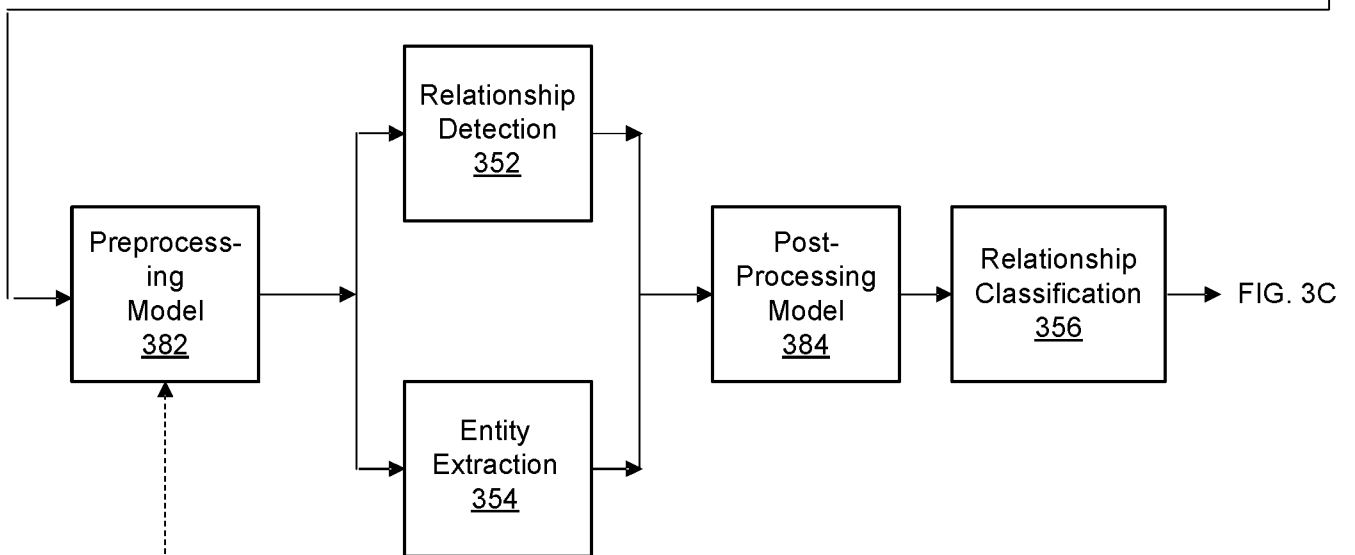 Relationship
Detection
352
Preprocess-
ing
Model
382
Post-
Processing
Model
384
Relationship
Classification
356
FIG. 3C
Entity
Extraction
354